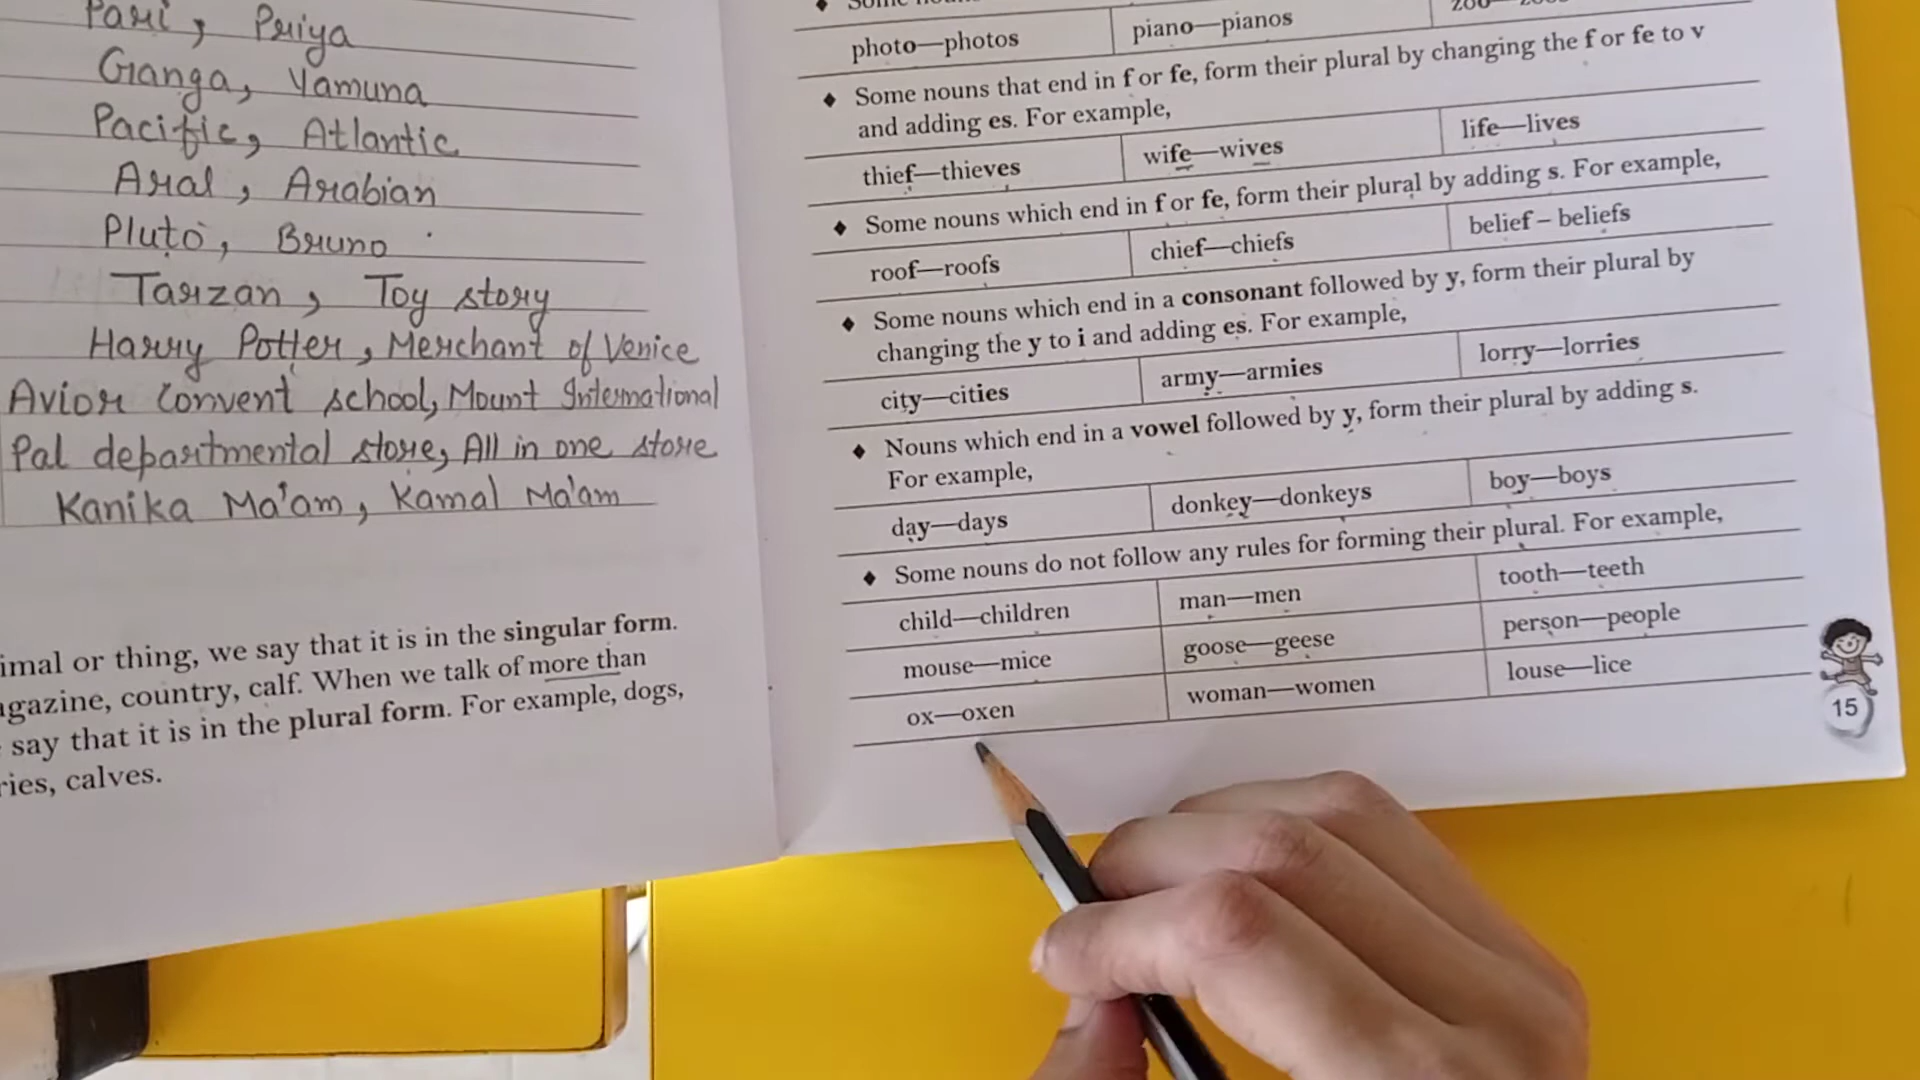 Pari, Priya
Ganga, Yamuna
Pacific, Atlantic
Aral, Arabian
Pluto, Bruno
Tarzan, Toy story
Harry Potter, Merchant of Venice
Avior Convent school, Mount International
Pal departmental store, All in one store
Kanika Ma'am, Kamal Ma'am
imal or thing, we say that it is in the singular form.
agazine, country, calf. When we talk of more than
say that it is in the plural form. For example, dogs,
ries, calves.
♦ Some
photo—photos piano—pianos
♦ Some nouns that end in f or fe, form their plural by changing the f or fe to v
and adding es. For example,
thief—thieves wife—wives life—lives
♦ Some nouns which end in f or fe, form their plural by adding s. For example,
roof—roofs chief—chiefs belief – beliefs
♦ Some nouns which end in a consonant followed by y, form their plural by
changing the y to i and adding es. For example,
city—cities army—armies lorry—lorries
♦ Nouns which end in a vowel followed by y, form their plural by adding s.
For example,
day—days donkey—donkeys boy—boys
♦ Some nouns do not follow any rules for forming their plural. For example,
child—children man—men tooth—teeth
mouse—mice goose—geese person—people
ox—oxen woman—women louse—lice
15